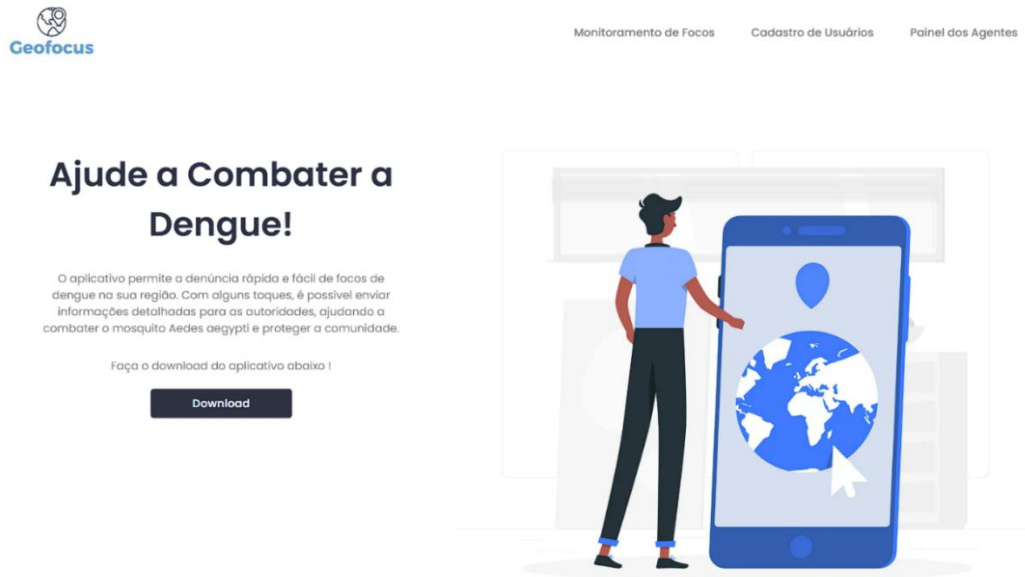 Geofocus
Monitoramento de Focos
Cadastro de Usuários
Painel dos Agentes
Ajude a Combater a
Dengue!
O aplicativo permite a denúncia rápida e fácil de focos de
dengue na sua região. Com alguns toques, é possível enviar
informações detalhadas para as autoridades, ajudando a
combater o mosquito Aedes aegypti e proteger a comunidade.
Faça o download do aplicativo abaixo !
Download